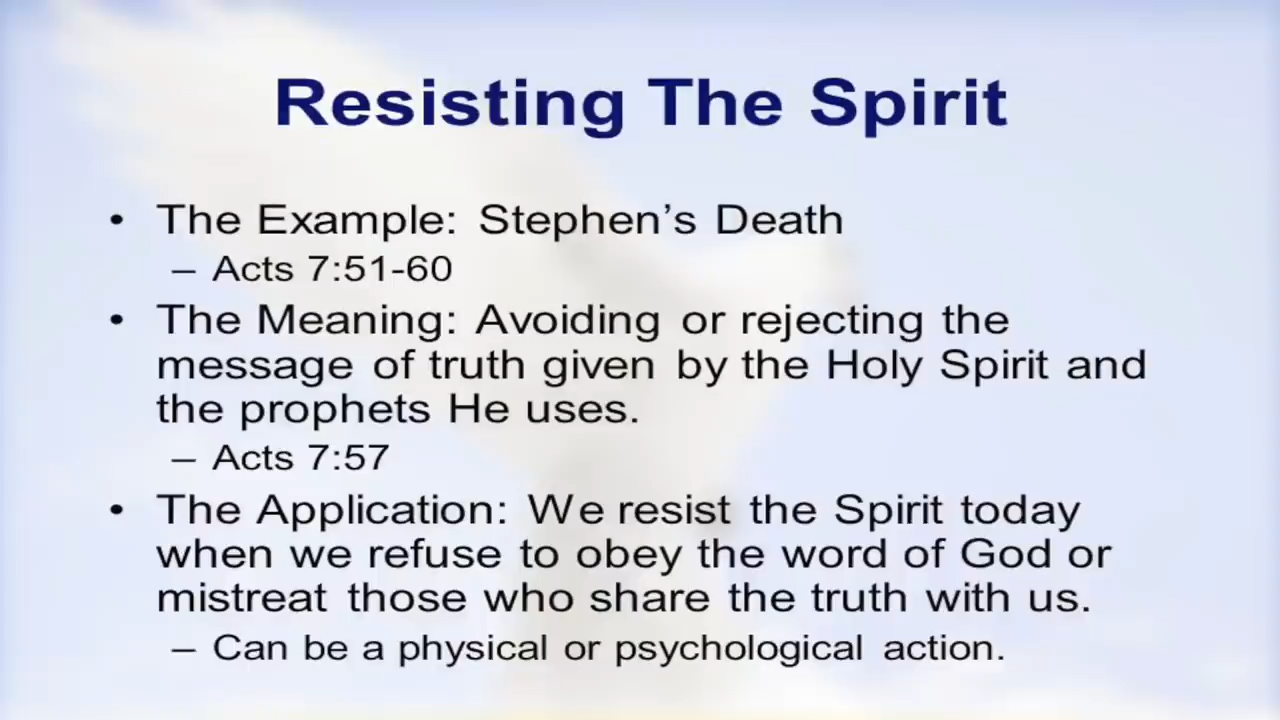 Resisting The Spirit
• The Example: Stephen’s Death
– Acts 7:51-60
• The Meaning: Avoiding or rejecting the
message of truth given by the Holy Spirit and
the prophets He uses.
– Acts 7:57
• The Application: We resist the Spirit today
when we refuse to obey the word of God or
mistreat those who share the truth with us.
– Can be a physical or psychological action.